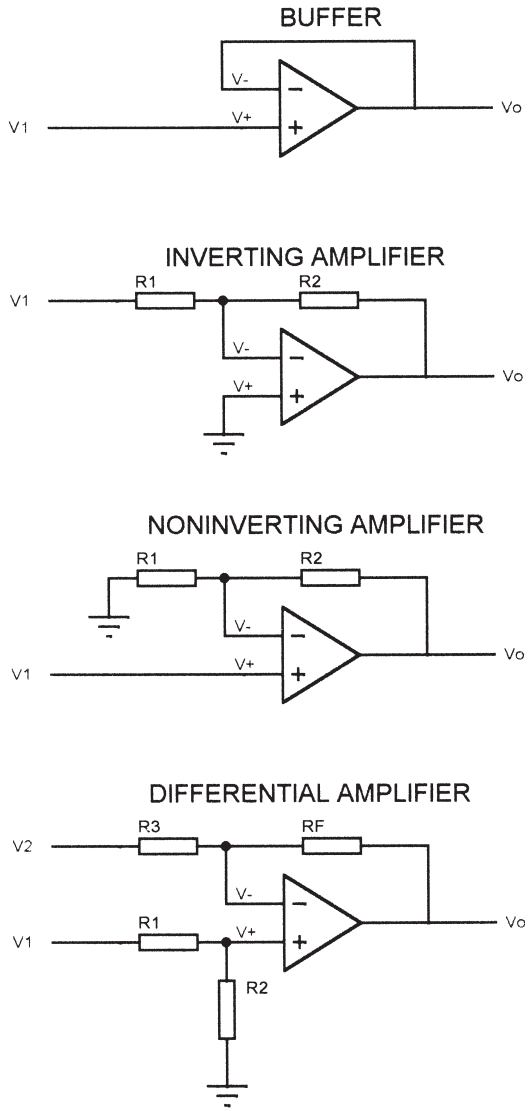 BUFFER
V-
V+
V1
Vo
INVERTING AMPLIFIER
R1
R2
V1
V-
V+
Vo
NONINVERTING AMPLIFIER
R1
R2
V-
V+
V1
Vo
DIFFERENTIAL AMPLIFIER
R3
RF
V2
V-
R1
V+
V1
Vo
R2